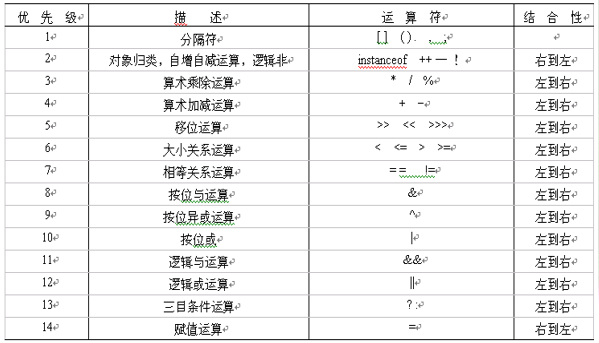 优 先 级 描 述 运 算 符 结 合 性
1 分隔符 [ ] ( ) . , ;
2 对象归类，自增自减运算，逻辑非 instanceof ++ — !
3 算术乘除运算 * / % 左到右
4 算术加减运算 + − 左到右
5 移位运算 >> << >>> 左到右
6 大小关系运算 < <= > >= 左到右
7 相等关系运算 == != 左到右
8 按位与运算 & 左到右
9 按位异或运算 ^ 左到右
10 按位或 | 左到右
11 逻辑与运算 && 左到右
12 逻辑或运算 || 左到右
13 三目条件运算 ? : 左到右
14 赋值运算 = 右到左